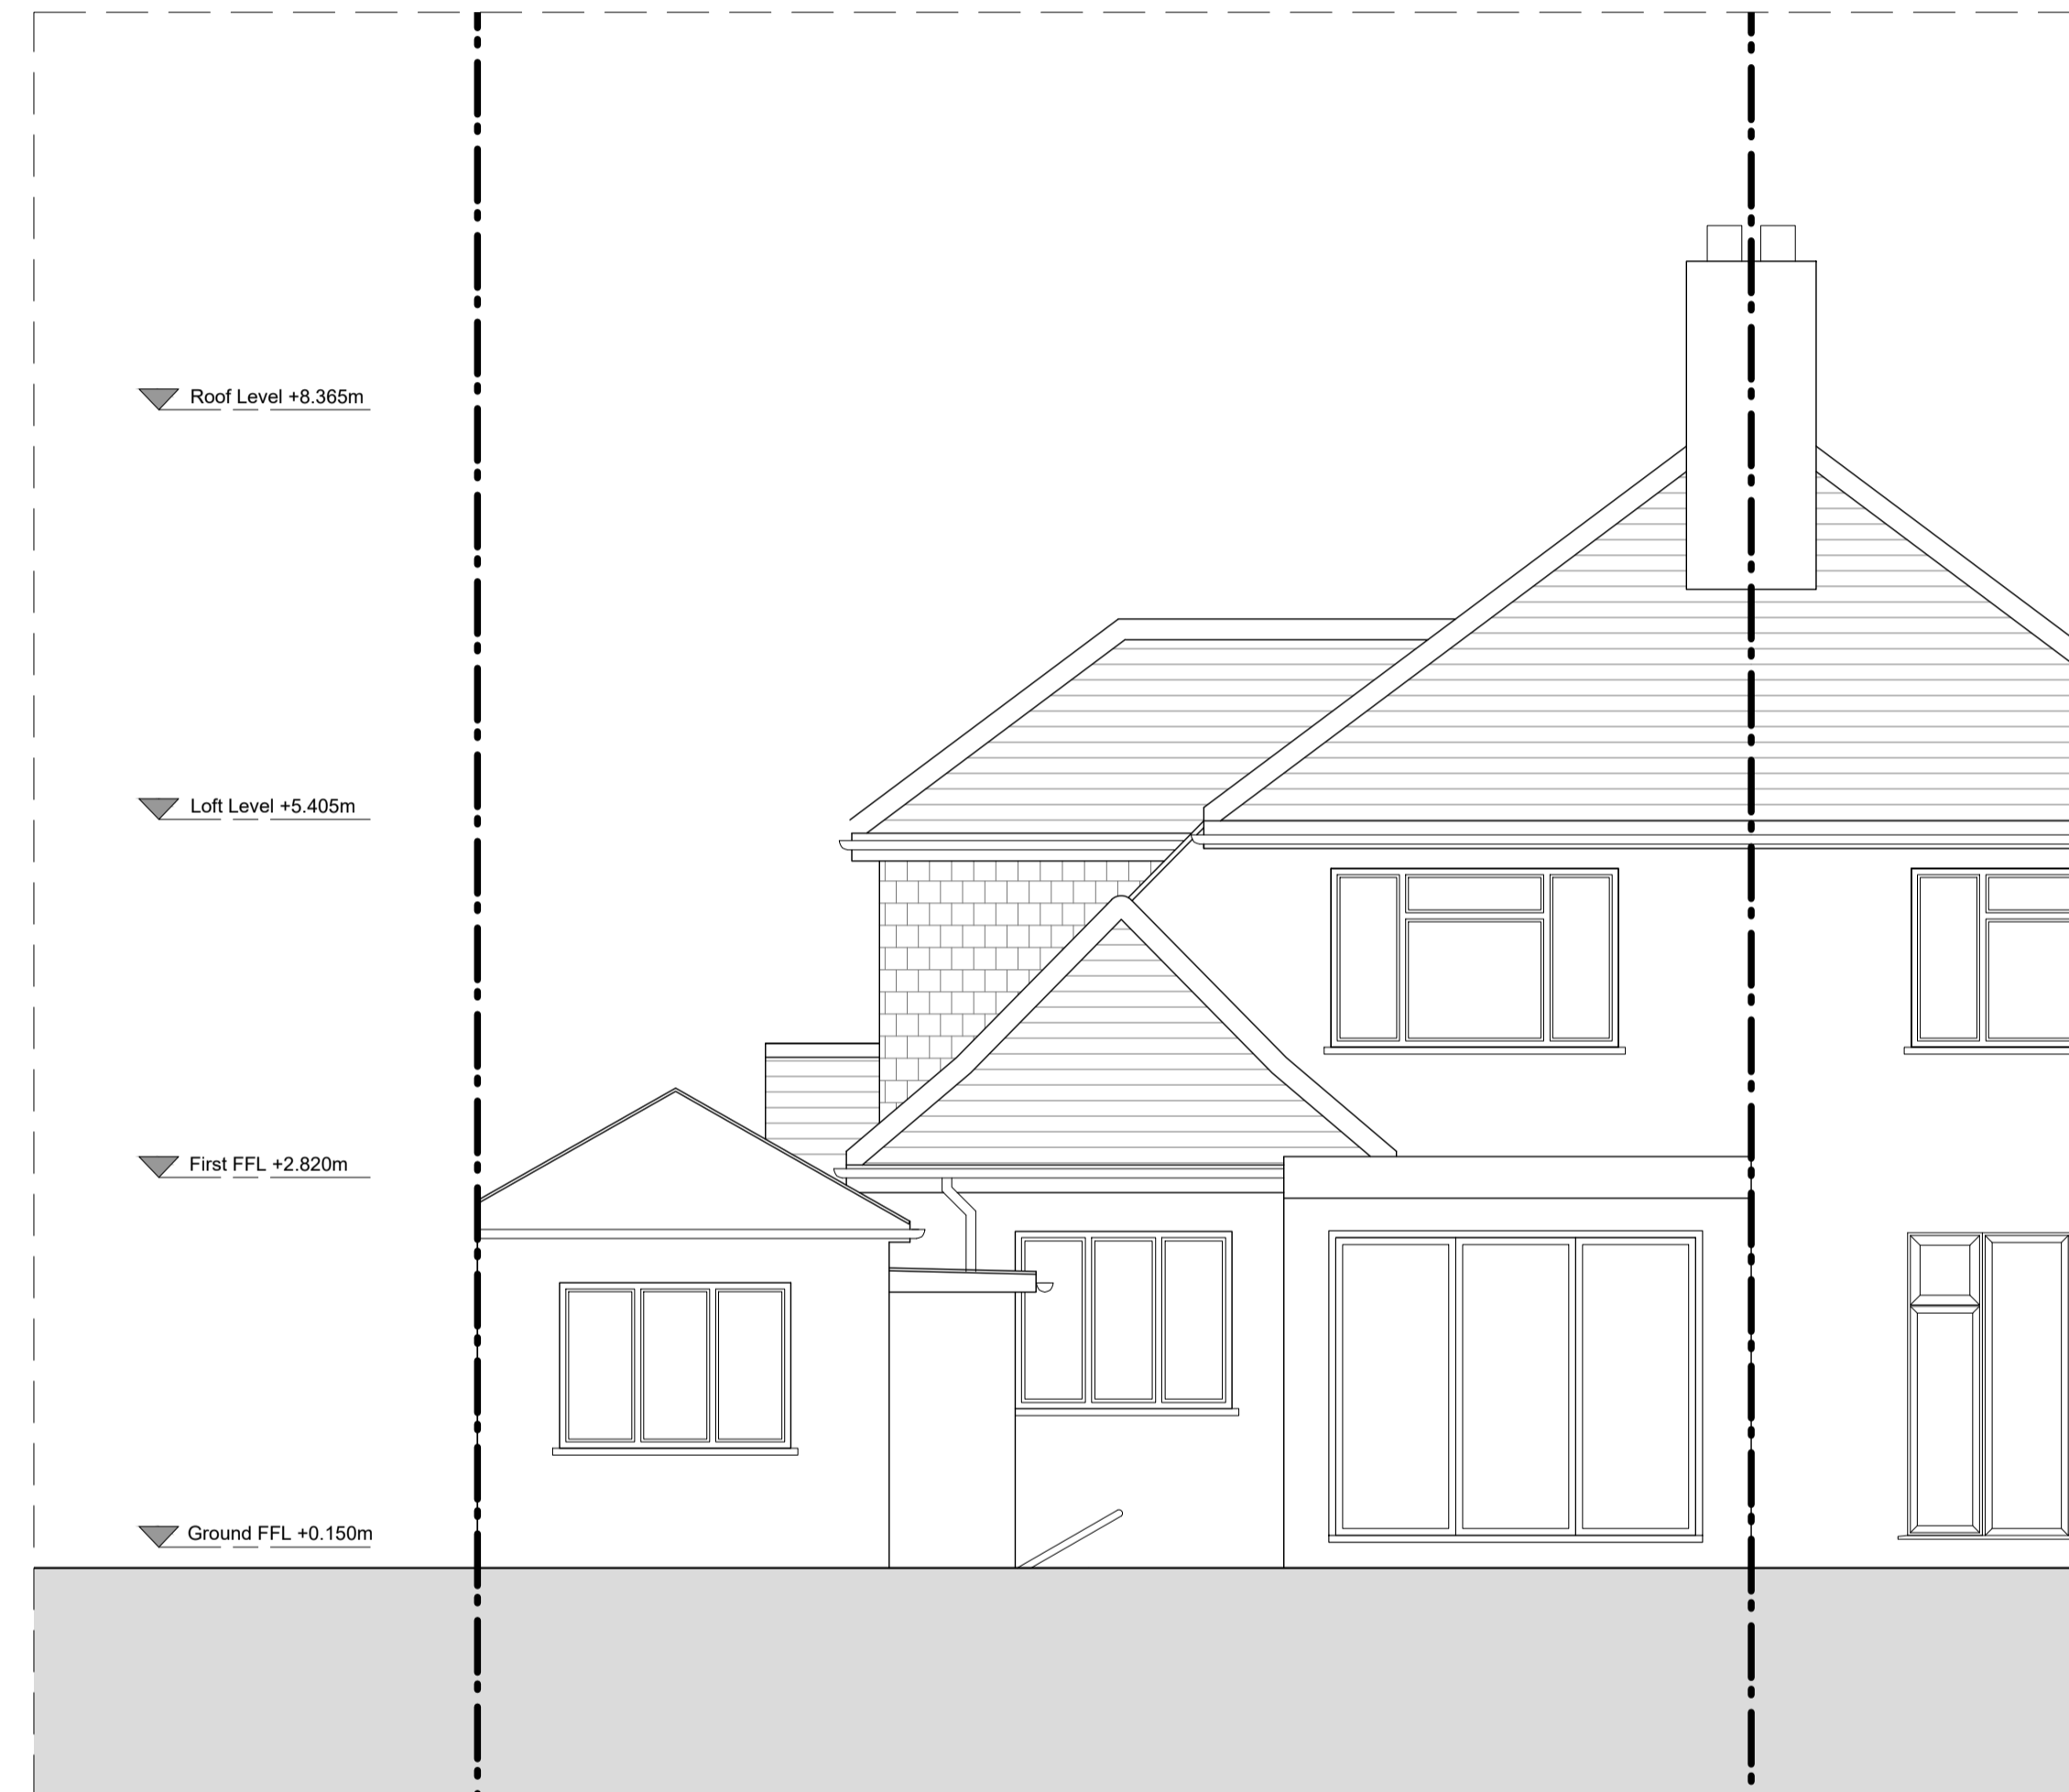 Roof Level +8.365m
Loft Level +5.405m
First FFL +2.820m
Ground FFL +0.150m